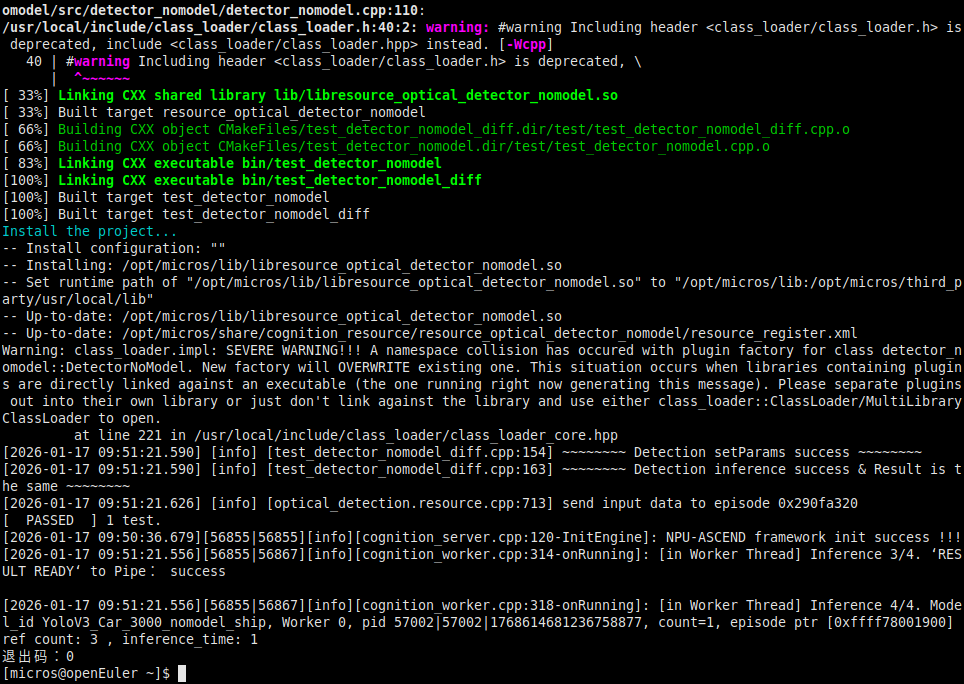 omodel/src/detector_nomodel/detector_nomodel.cpp:110:
/usr/local/include/class_loader/class_loader.h:40:2: warning: #warning Including header <class_loader/class_loader.h> is
 deprecated, include <class_loader/class_loader.hpp> instead. [-Wcpp]
   40 | #warning Including header <class_loader/class_loader.h> is deprecated, \
      |  ^~~~~~~
[ 33%] Linking CXX shared library lib/libresource_optical_detector_nomodel.so
[ 33%] Built target resource_optical_detector_nomodel
[ 66%] Building CXX object CMakeFiles/test_detector_nomodel_diff.dir/test/test_detector_nomodel_diff.cpp.o
[ 66%] Building CXX object CMakeFiles/test_detector_nomodel.dir/test/test_detector_nomodel.cpp.o
[ 83%] Linking CXX executable bin/test_detector_nomodel
[100%] Linking CXX executable bin/test_detector_nomodel_diff
[100%] Built target test_detector_nomodel
[100%] Built target test_detector_nomodel_diff
Install the project...
-- Install configuration: ""
-- Installing: /opt/micros/lib/libresource_optical_detector_nomodel.so
-- Set runtime path of "/opt/micros/lib/libresource_optical_detector_nomodel.so" to "/opt/micros/lib:/opt/micros/third_p
arty/usr/local/lib"
-- Up-to-date: /opt/micros/lib/libresource_optical_detector_nomodel.so
-- Up-to-date: /opt/micros/share/cognition_resource/resource_optical_detector_nomodel/resource_register.xml
Warning: class_loader.impl: SEVERE WARNING!!! A namespace collision has occured with plugin factory for class detector_n
omodel::DetectorNoModel. New factory will OVERWRITE existing one. This situation occurs when libraries containing plugin
s are directly linked against an executable (the one running right now generating this message). Please separate plugins
 out into their own library or just don't link against the library and use either class_loader::ClassLoader/MultiLibrary
ClassLoader to open.
         at line 221 in /usr/local/include/class_loader/class_loader_core.hpp
[2026-01-17 09:51:21.590] [info] [test_detector_nomodel_diff.cpp:154] ~~~~~~~~ Detection setParams success ~~~~~~~~
[2026-01-17 09:51:21.590] [info] [test_detector_nomodel_diff.cpp:163] ~~~~~~~~ Detection inference success & Result is t
he same ~~~~~~~~
[2026-01-17 09:51:21.626] [info] [optical_detection.resource.cpp:713] send input data to episode 0x290fa320
[  PASSED  ] 1 test.
[2026-01-17 09:50:36.679][56855|56855][info][cognition_server.cpp:120-InitEngine]: NPU-ASCEND framework init success !!!
[2026-01-17 09:51:21.556][56855|56867][info][cognition_worker.cpp:314-onRunning]: [in Worker Thread] Inference 3/4. ‘RES
ULT READY‘ to Pipe： success
[2026-01-17 09:51:21.556][56855|56867][info][cognition_worker.cpp:318-onRunning]: [in Worker Thread] Inference 4/4. Mode
l_id YoloV3_Car_3000_nomodel_ship, Worker 0, pid 57002|57002|1768614681236758877, count=1, episode ptr [0xffff78001900]
ref count: 3 , inference_time: 1
退出码：0
[micros@openEuler ~]$